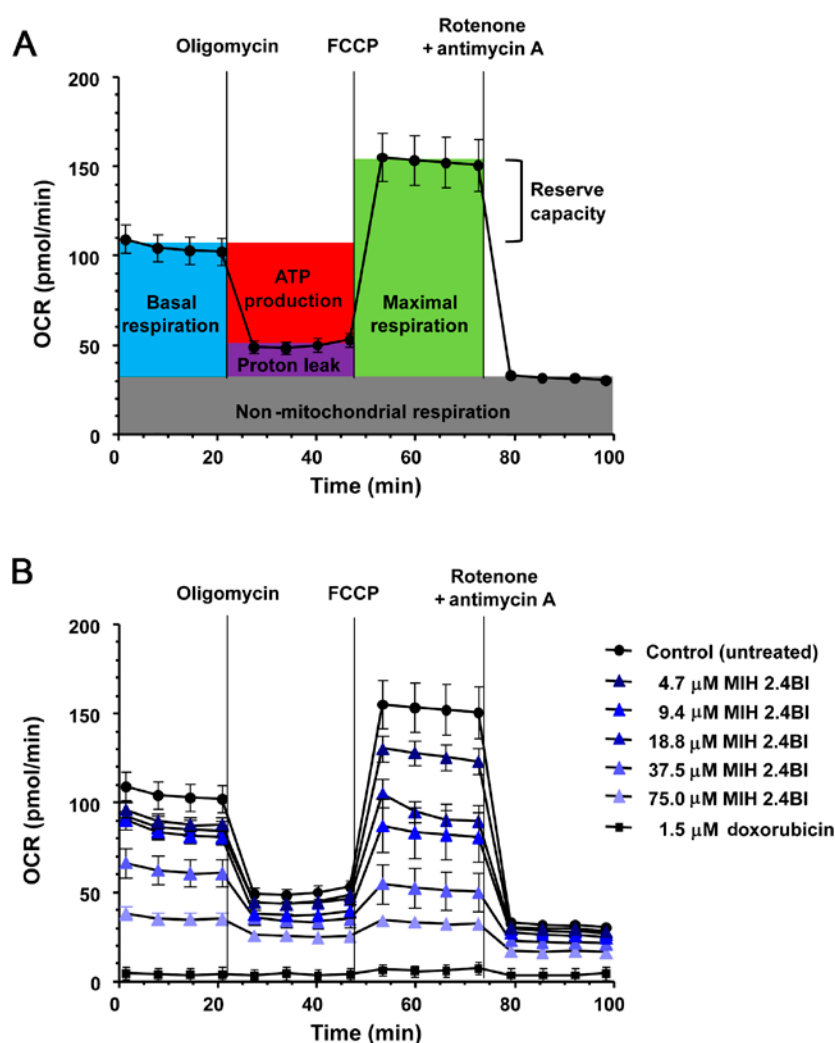 A
Oligomycin
FCCP
Rotenone
+ antimycin A
200
150
100
50
0
OCR (pmol/min)
Basal
respiration
ATP
production
Proton leak
Maximal
respiration
Reserve
capacity
Non-mitochondrial respiration
0 20 40 60 80 100
Time (min)
B
Oligomycin
FCCP
Rotenone
+ antimycin A
200
150
100
50
0
OCR (pmol/min)
0 20 40 60 80 100
Time (min)
Control (untreated)
4.7 μM MIH 2.4BI
9.4 μM MIH 2.4BI
18.8 μM MIH 2.4BI
37.5 μM MIH 2.4BI
75.0 μM MIH 2.4BI
1.5 μM doxorubicin